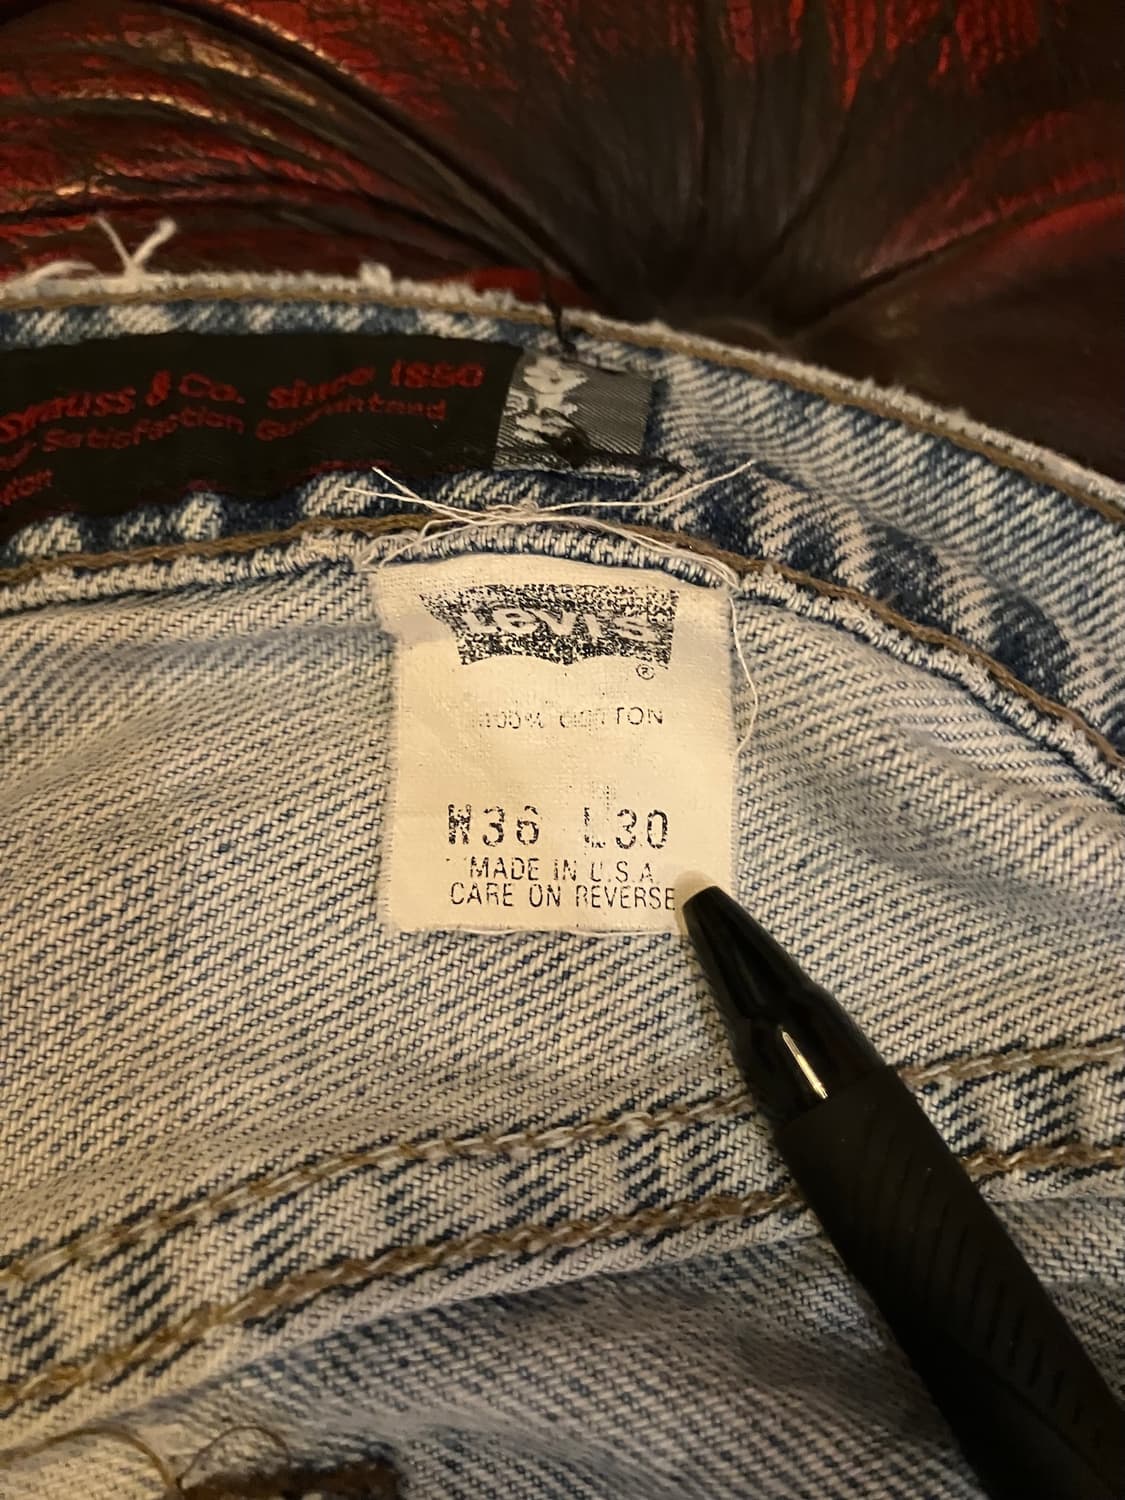 Strauss & Co. since 1850
Satisfaction Guaranteed
Levi's
®
100% COTTON
W36 L30
MADE IN U.S.A.
CARE ON REVERSE